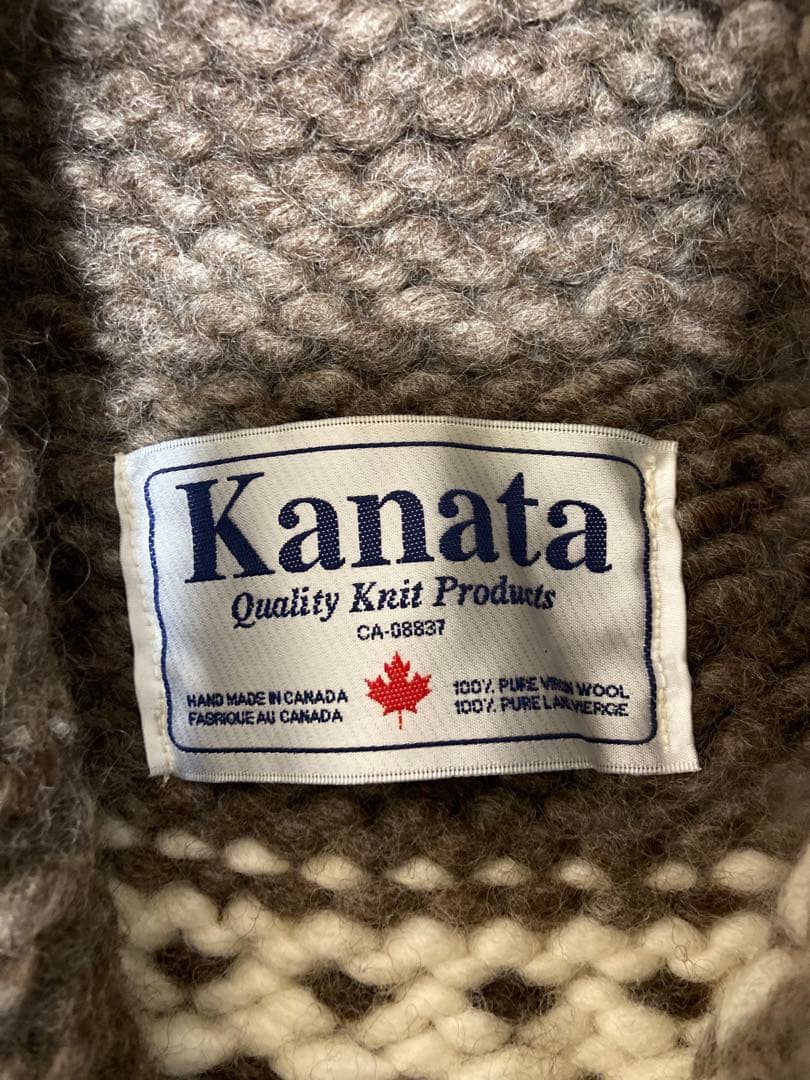 Kanata
Quality Knit Products
CA-08837
HAND MADE IN CANADA
FABRIQUE AU CANADA
100% PURE VIRGIN WOOL
100% PURE LAINE VIERGE